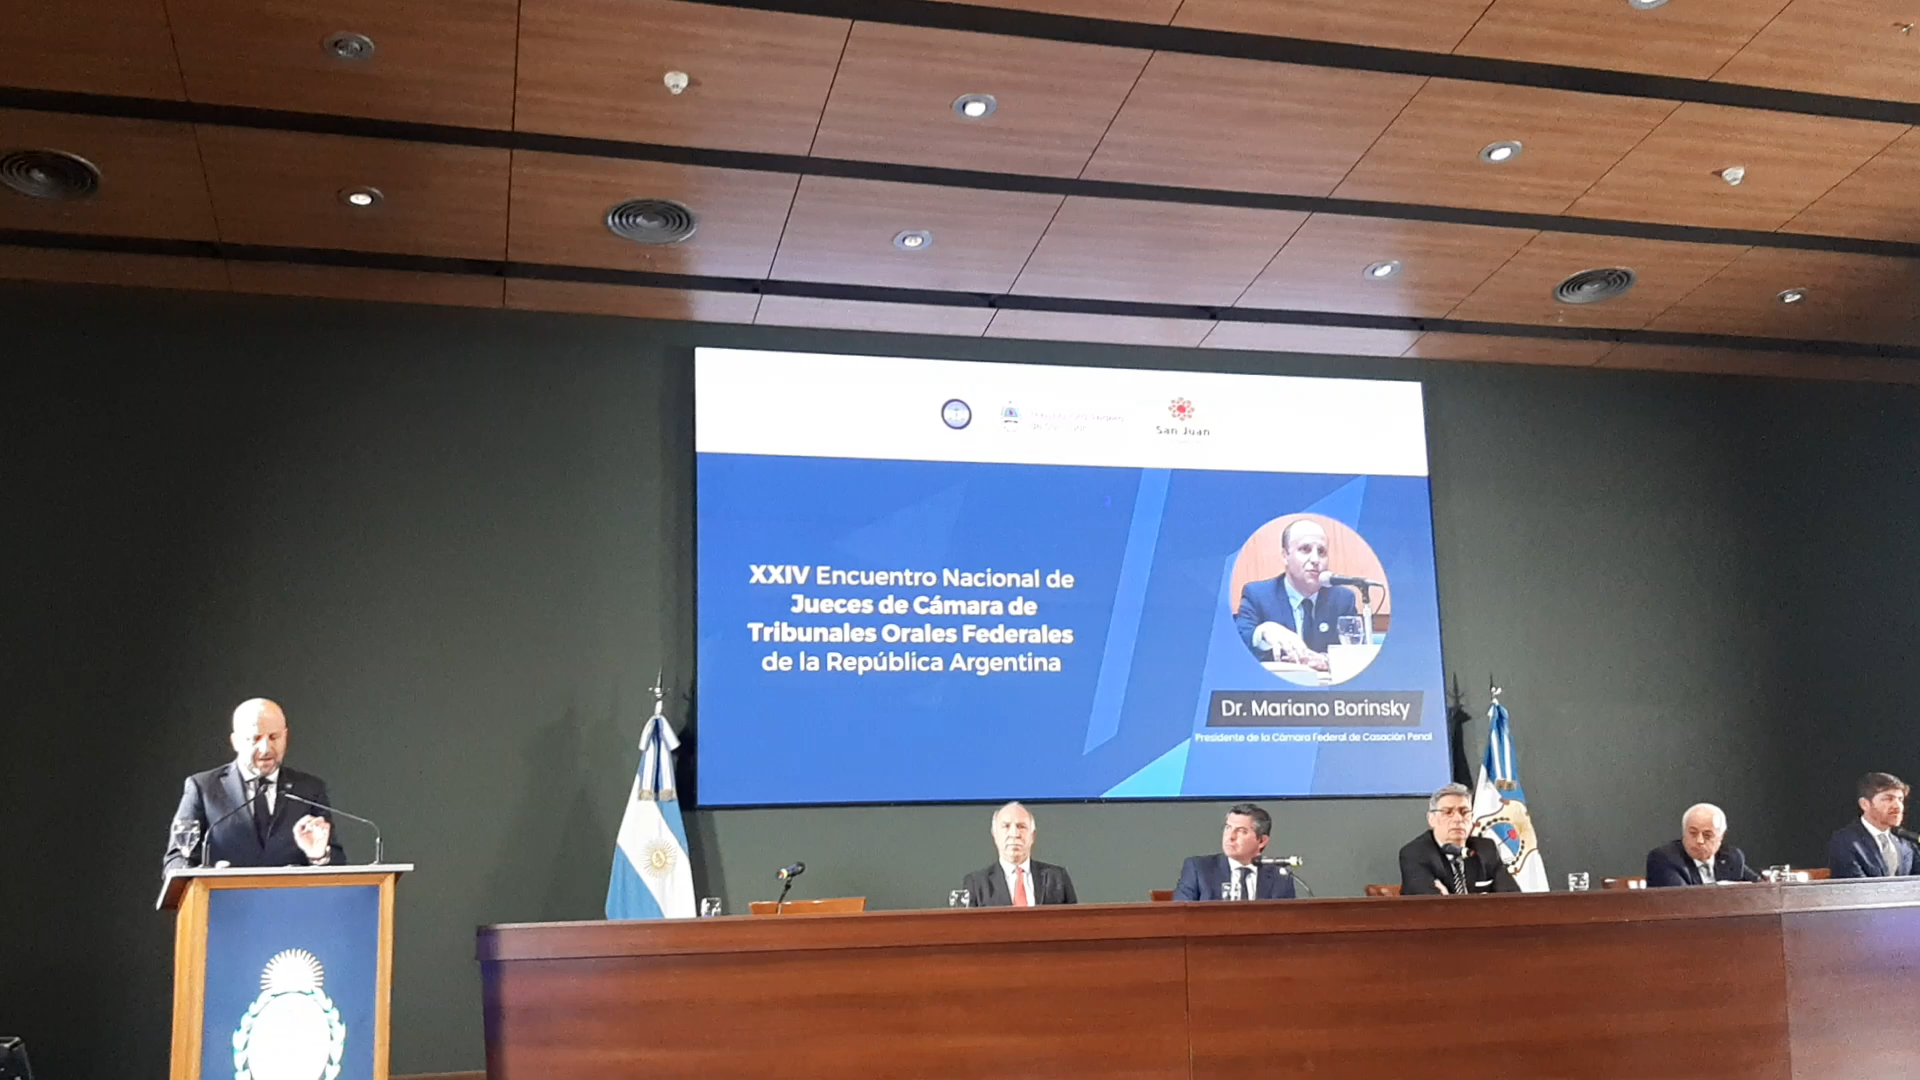 San Juan
XXIV Encuentro Nacional de
Jueces de Cámara de
Tribunales Orales Federales
de la República Argentina
Dr. Mariano Borinsky
Presidente de la Cámara Federal de Casación Penal